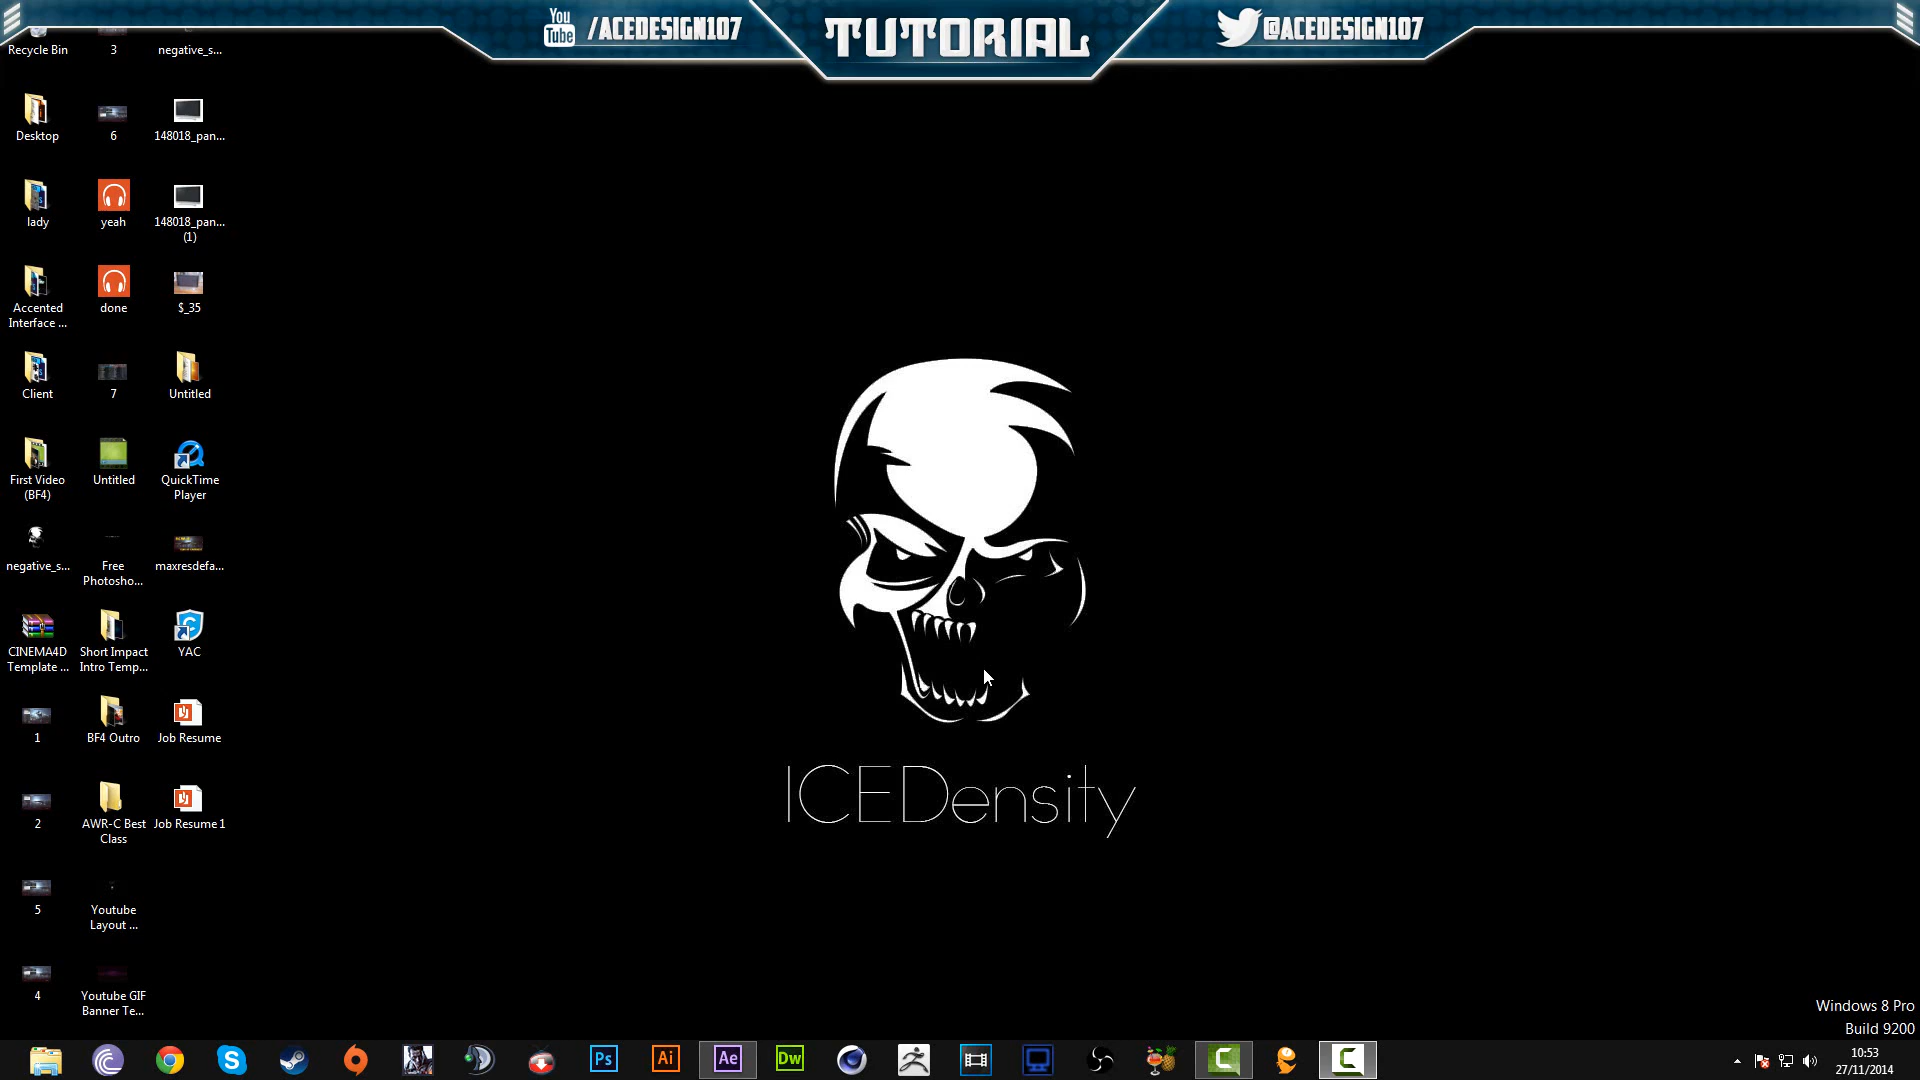 You
Tube
/ACEDESIGN107
TUTORIAL
@ACEDESIGN107
Recycle Bin
3
negative_s...
Desktop
6
148018_pan...
lady
yeah
148018_pan...
(1)
Accented
Interface ...
done
$_35
Client
7
Untitled
First Video
(BF4)
Untitled
QuickTime
Player
negative_s...
Free
Photosho...
maxresdefa...
CINEMA4D
Template ...
Short Impact
Intro Temp...
YAC
1
BF4 Outro
Job Resume
2
AWR-C Best
Class
Job Resume 1
5
Youtube
Layout ...
4
Youtube GIF
Banner Te...
ICEDensity
Windows 8 Pro
Build 9200
Ps
Ai
Ae
Dw
10:53
27/11/2014